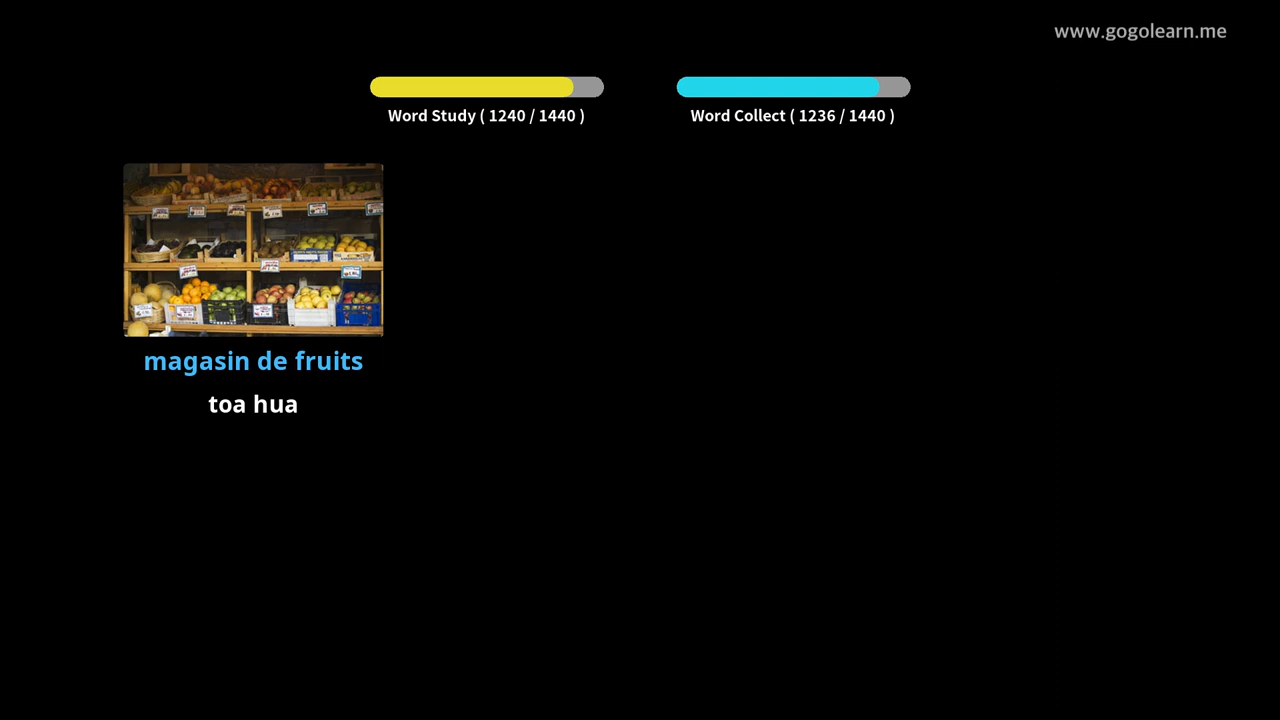 www.gogolearn.me
Word Study ( 1240 / 1440 )
Word Collect ( 1236 / 1440 )
magasin de fruits
toa hua